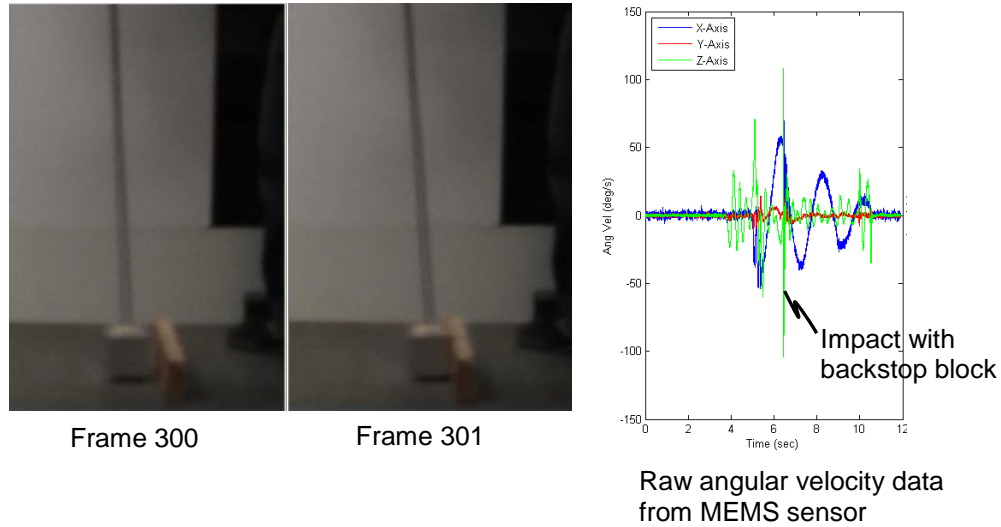 Frame 300
Frame 301
150
100
50
0
-50
-100
-150
Ang Vel (deg/s)
X-Axis
Y-Axis
Z-Axis
Impact with
backstop block
0 2 4 6 8 10 12
Time (sec)
Raw angular velocity data
from MEMS sensor